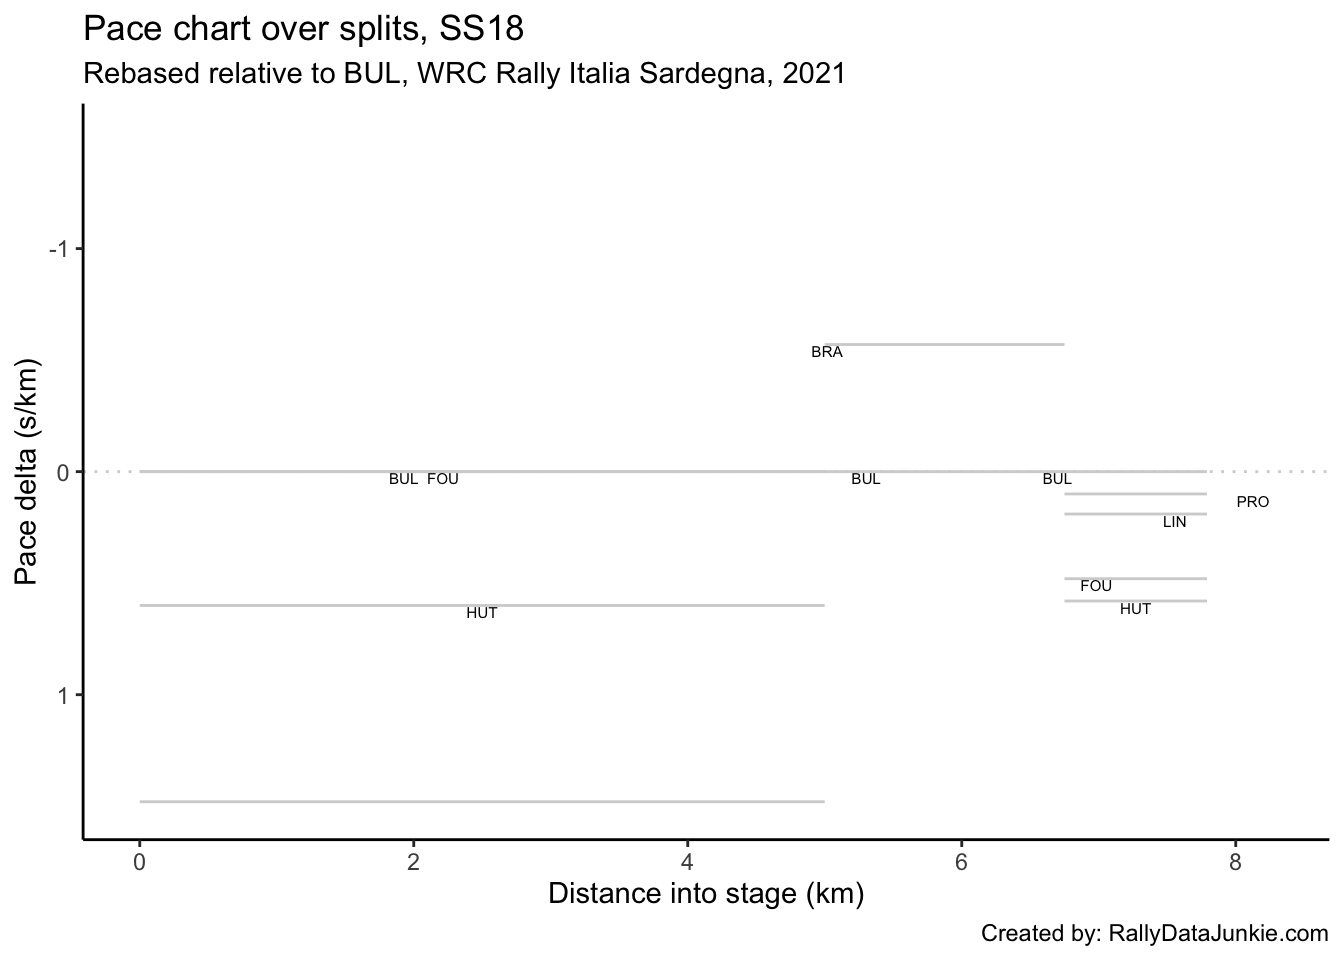 Pace chart over splits, SS18
Rebased relative to BUL, WRC Rally Italia Sardegna, 2021
Pace delta (s/km)
-1
BRA
0
BUL FOU BUL BUL
PRO
LIN
FOU
HUT
HUT
1
0 2 4 6 8
Distance into stage (km)
Created by: RallyDataJunkie.com